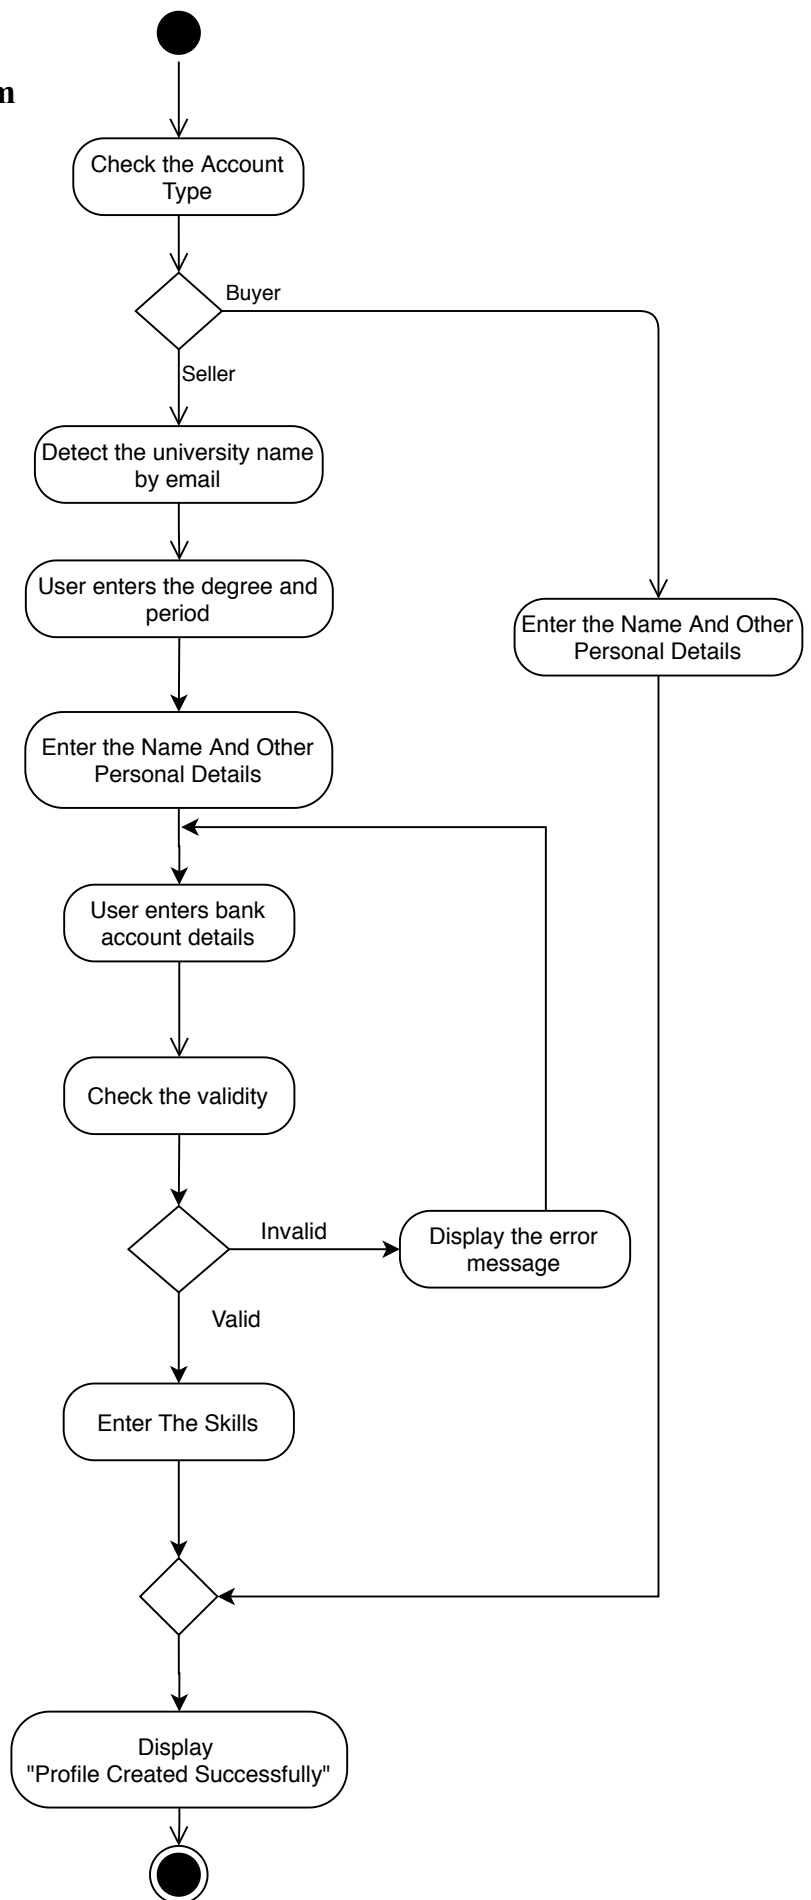 m
Check the Account
Type
Buyer
Seller
Detect the university name
by email
User enters the degree and
period
Enter the Name And Other
Personal Details
Enter the Name And Other
Personal Details
User enters bank
account details
Check the validity
Invalid
Display the error
message
Valid
Enter The Skills
Display
"Profile Created Successfully"